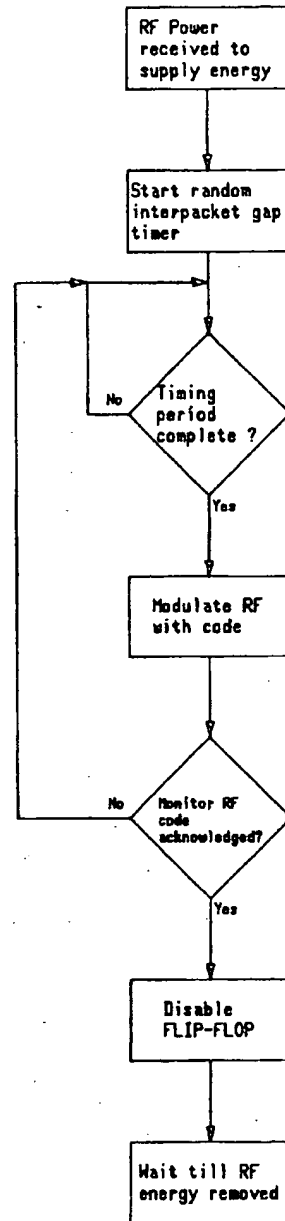 RF Power
received to
supply energy
Start random
interpacket gap
timer
No
Timing
period
complete ?
Yes
Modulate RF
with code
No
Monitor RF
code
acknowledged?
Yes
Disable
FLIP-FLOP
Wait till RF
energy removed